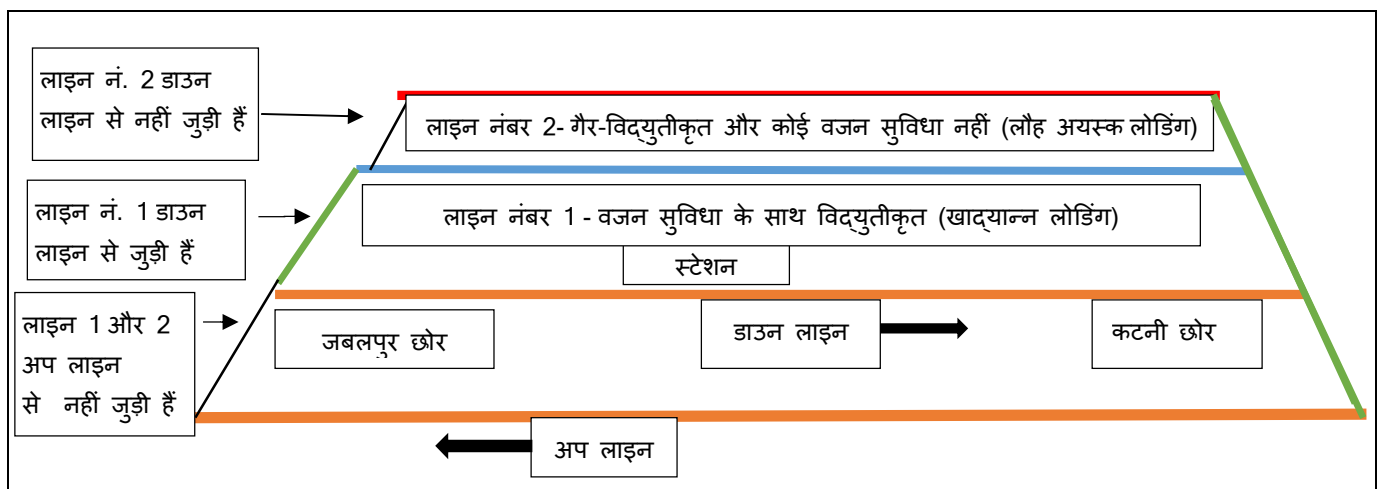 लाइन नं. 2 डाउन
लाइन से नहीं जुड़ी हैं
लाइन नंबर 2- गैर-विद्युतीकृत और कोई वजन सुविधा नहीं (लौह अयस्क लोडिंग)
लाइन नं. 1 डाउन
लाइन से जुड़ी हैं
लाइन नंबर 1 - वजन सुविधा के साथ विद्युतीकृत (खाद्यान्न लोडिंग)
स्टेशन
लाइन 1 और 2
अप लाइन
से नहीं जुड़ी हैं
जबलपुर छोर
डाउन लाइन
कटनी छोर
अप लाइन